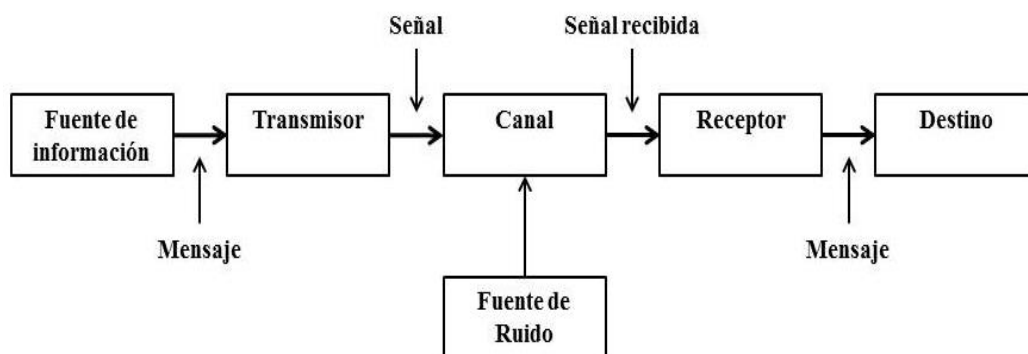 Señal
Señal recibida
Fuente de
información
Transmisor
Canal
Receptor
Destino
Mensaje
Mensaje
Fuente de
Ruido